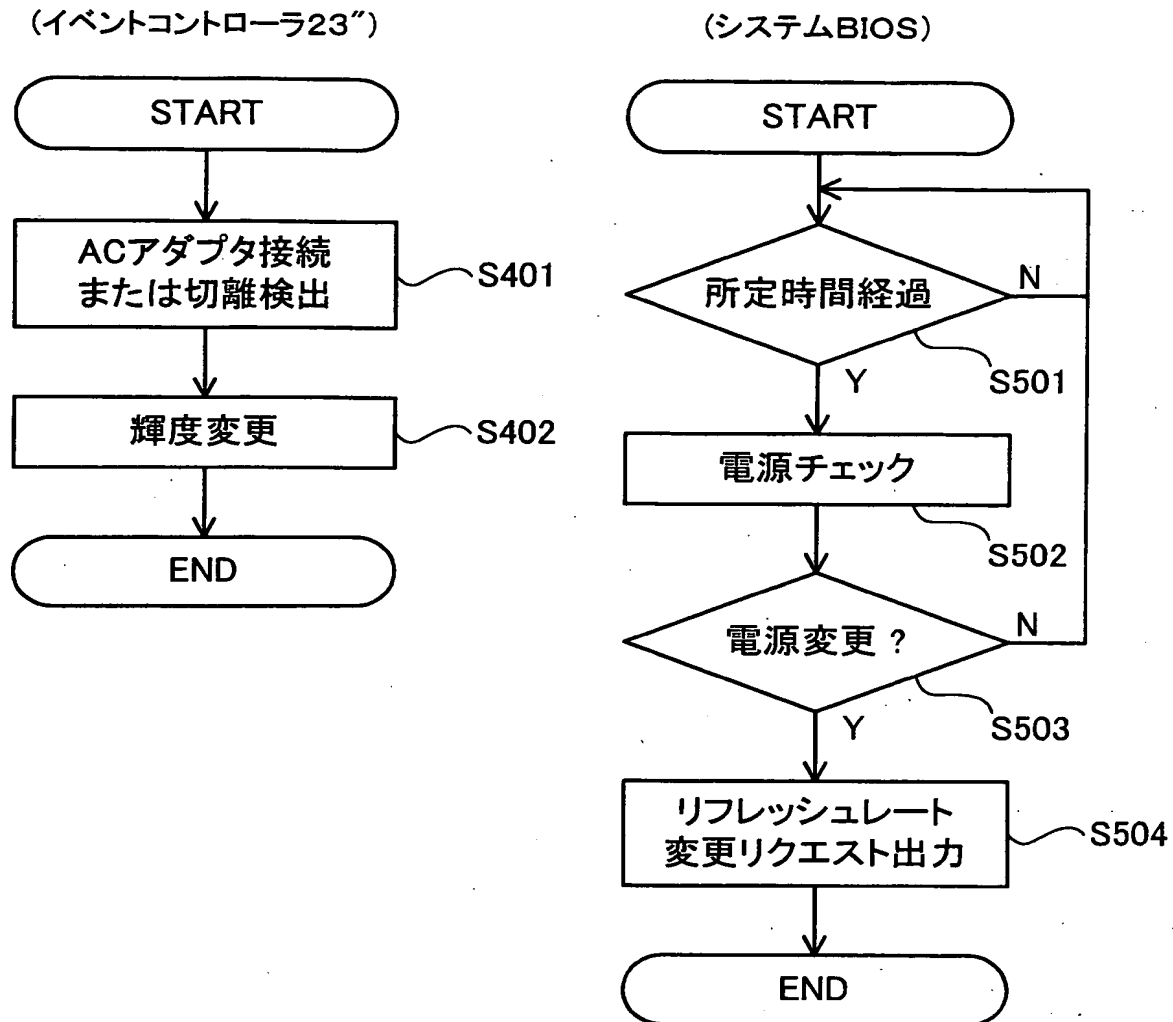 (イベントコントローラ23″)
START
ACアダプタ接続
または切離検出
S401
輝度変更
S402
END
(システムBIOS)
START
所定時間経過
N
S501
Y
電源チェック
S502
電源変更?
N
S503
Y
リフレッシュレート
変更リクエスト出力
S504
END